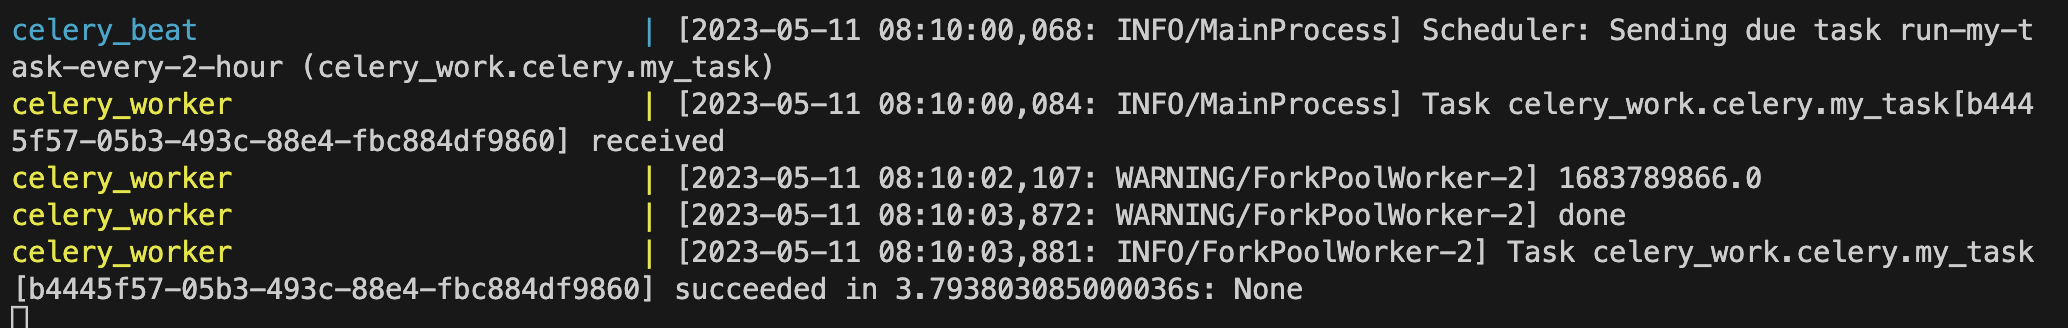 celery_beat | [2023-05-11 08:10:00,068: INFO/MainProcess] Scheduler: Sending due task run-my-t
ask-every-2-hour (celery_work.celery.my_task)
celery_worker | [2023-05-11 08:10:00,084: INFO/MainProcess] Task celery_work.celery.my_task[b444
5f57-05b3-493c-88e4-fbc884df9860] received
celery_worker | [2023-05-11 08:10:02,107: WARNING/ForkPoolWorker-2] 1683789866.0
celery_worker | [2023-05-11 08:10:03,872: WARNING/ForkPoolWorker-2] done
celery_worker | [2023-05-11 08:10:03,881: INFO/ForkPoolWorker-2] Task celery_work.celery.my_task
[b4445f57-05b3-493c-88e4-fbc884df9860] succeeded in 3.793803085000036s: None